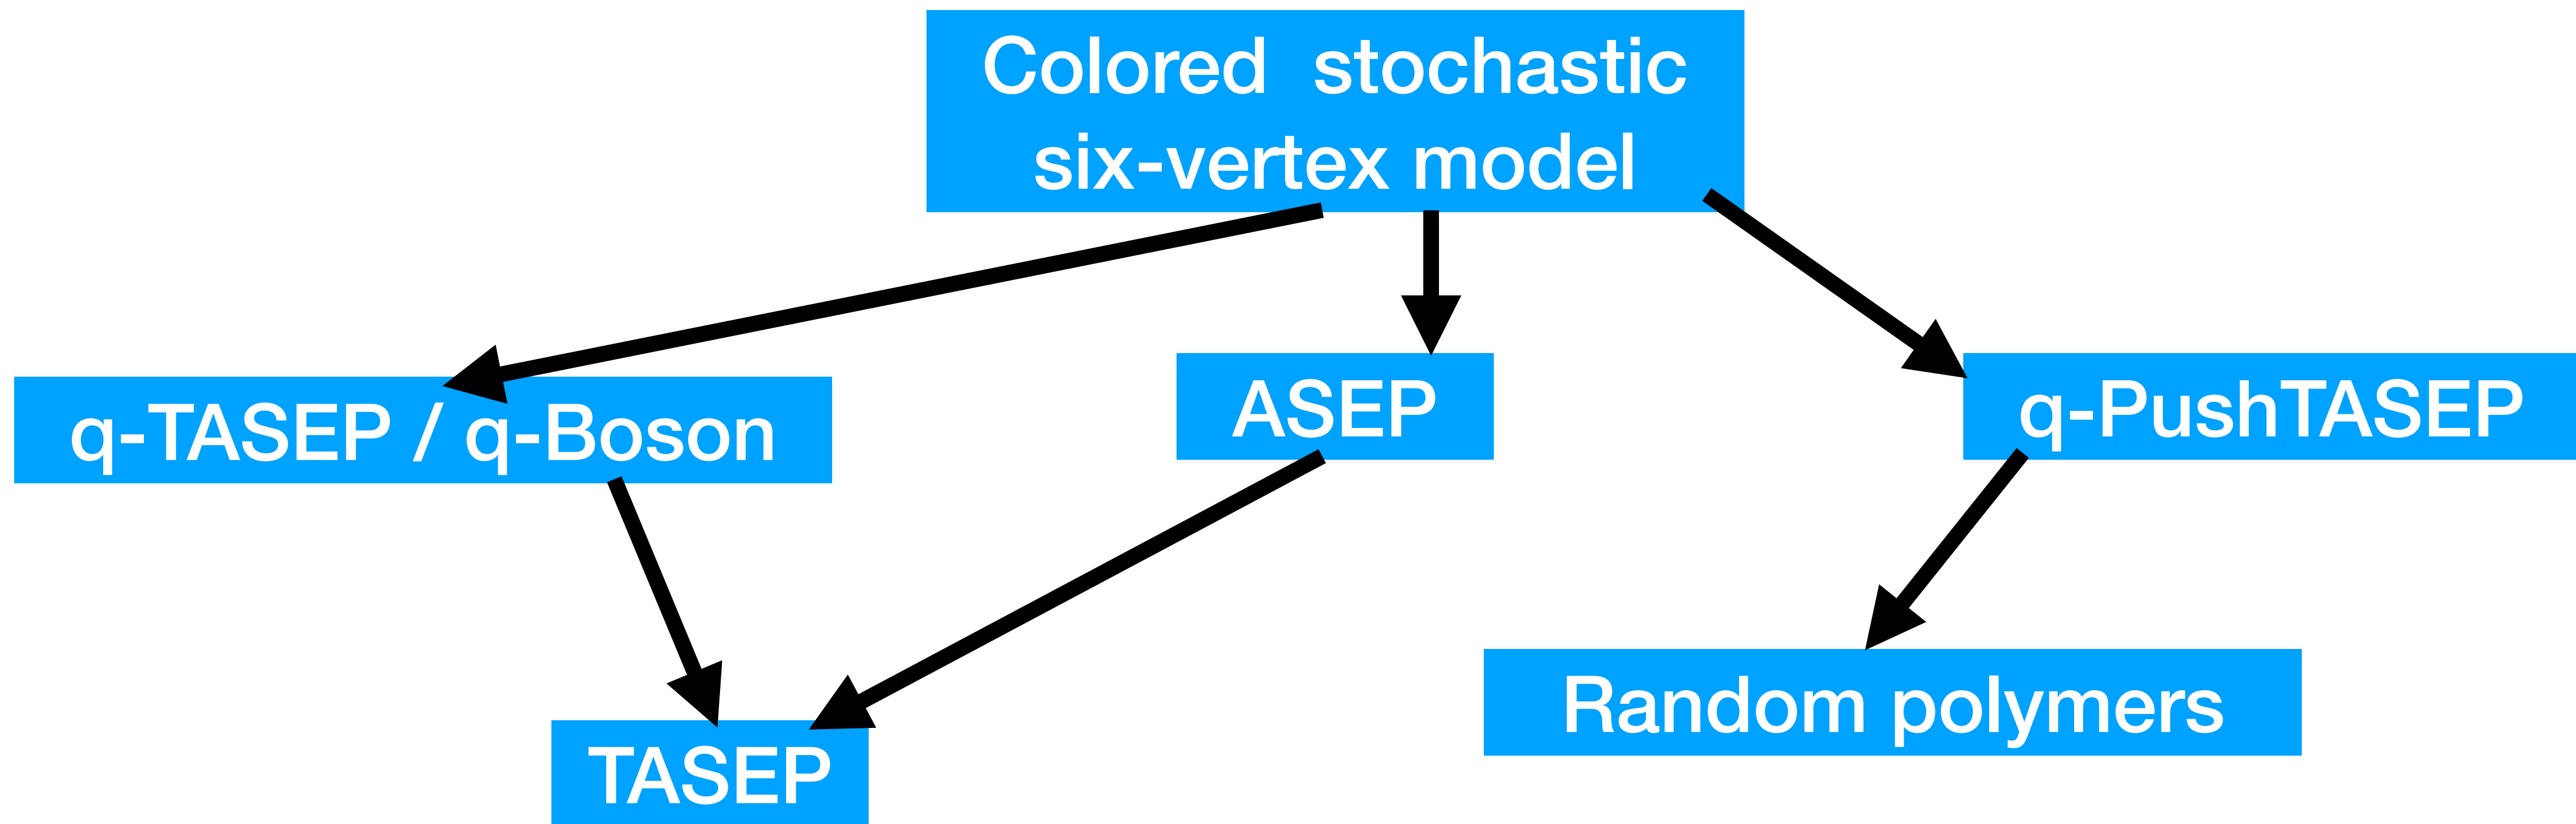 Colored stochastic
six-vertex model
q-TASEP / q-Boson
ASEP
q-PushTASEP
Random polymers
TASEP